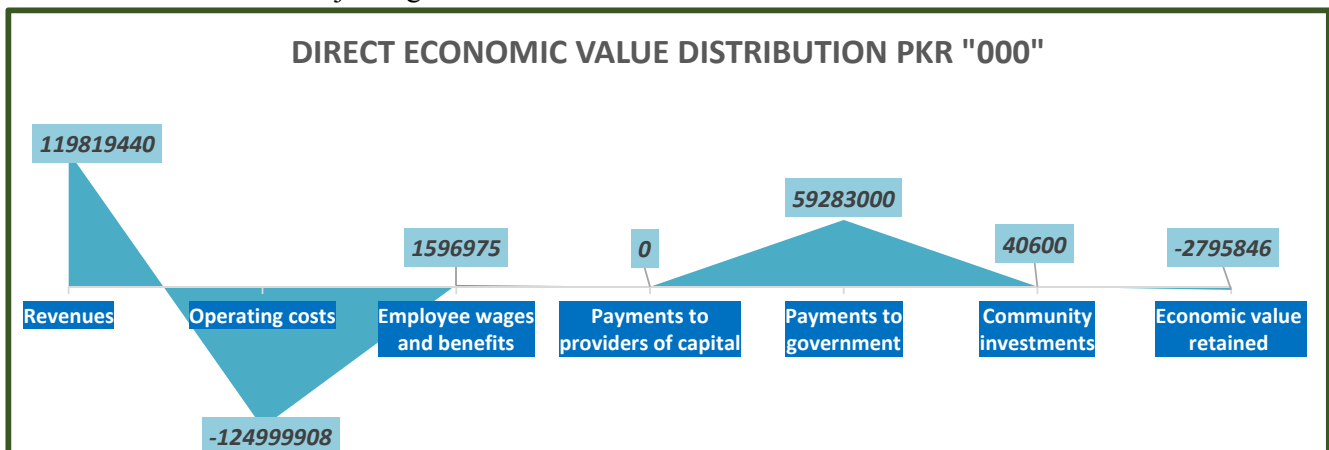 DIRECT ECONOMIC VALUE DISTRIBUTION PKR "000"
119819440
59283000
1596975
0
40600
-2795846
Revenues
Operating costs
Employee wages
and benefits
Payments to
providers of capital
Payments to
government
Community
investments
Economic value
retained
-124999908